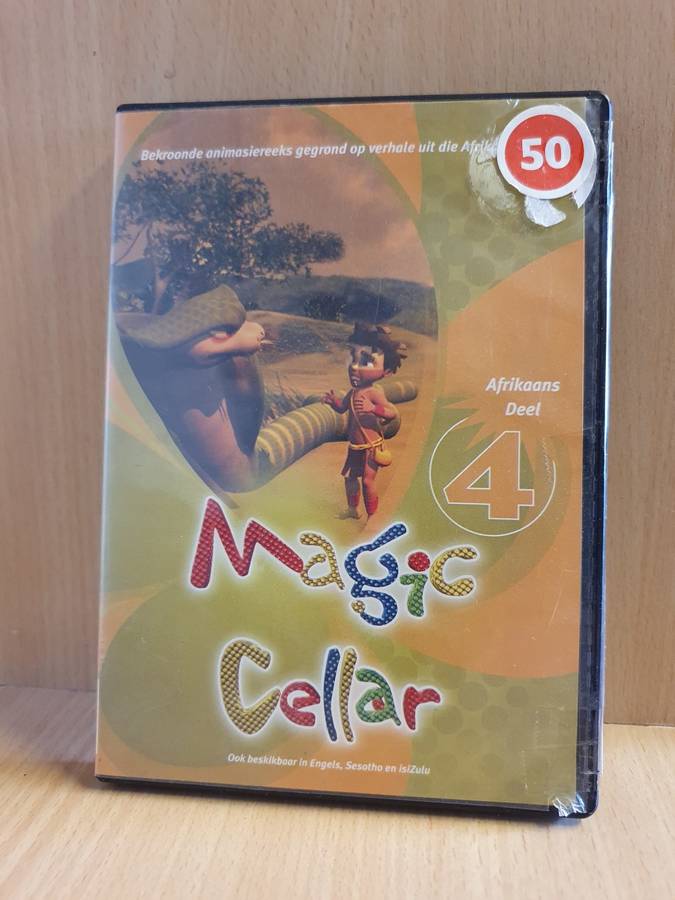 Bekroonde animasiereeks gegrond op verhale uit die
50
Afrikaans
Deel
4
Magic
Cellar
Ook beskikbaar in Engels, Sesotho en isiZulu